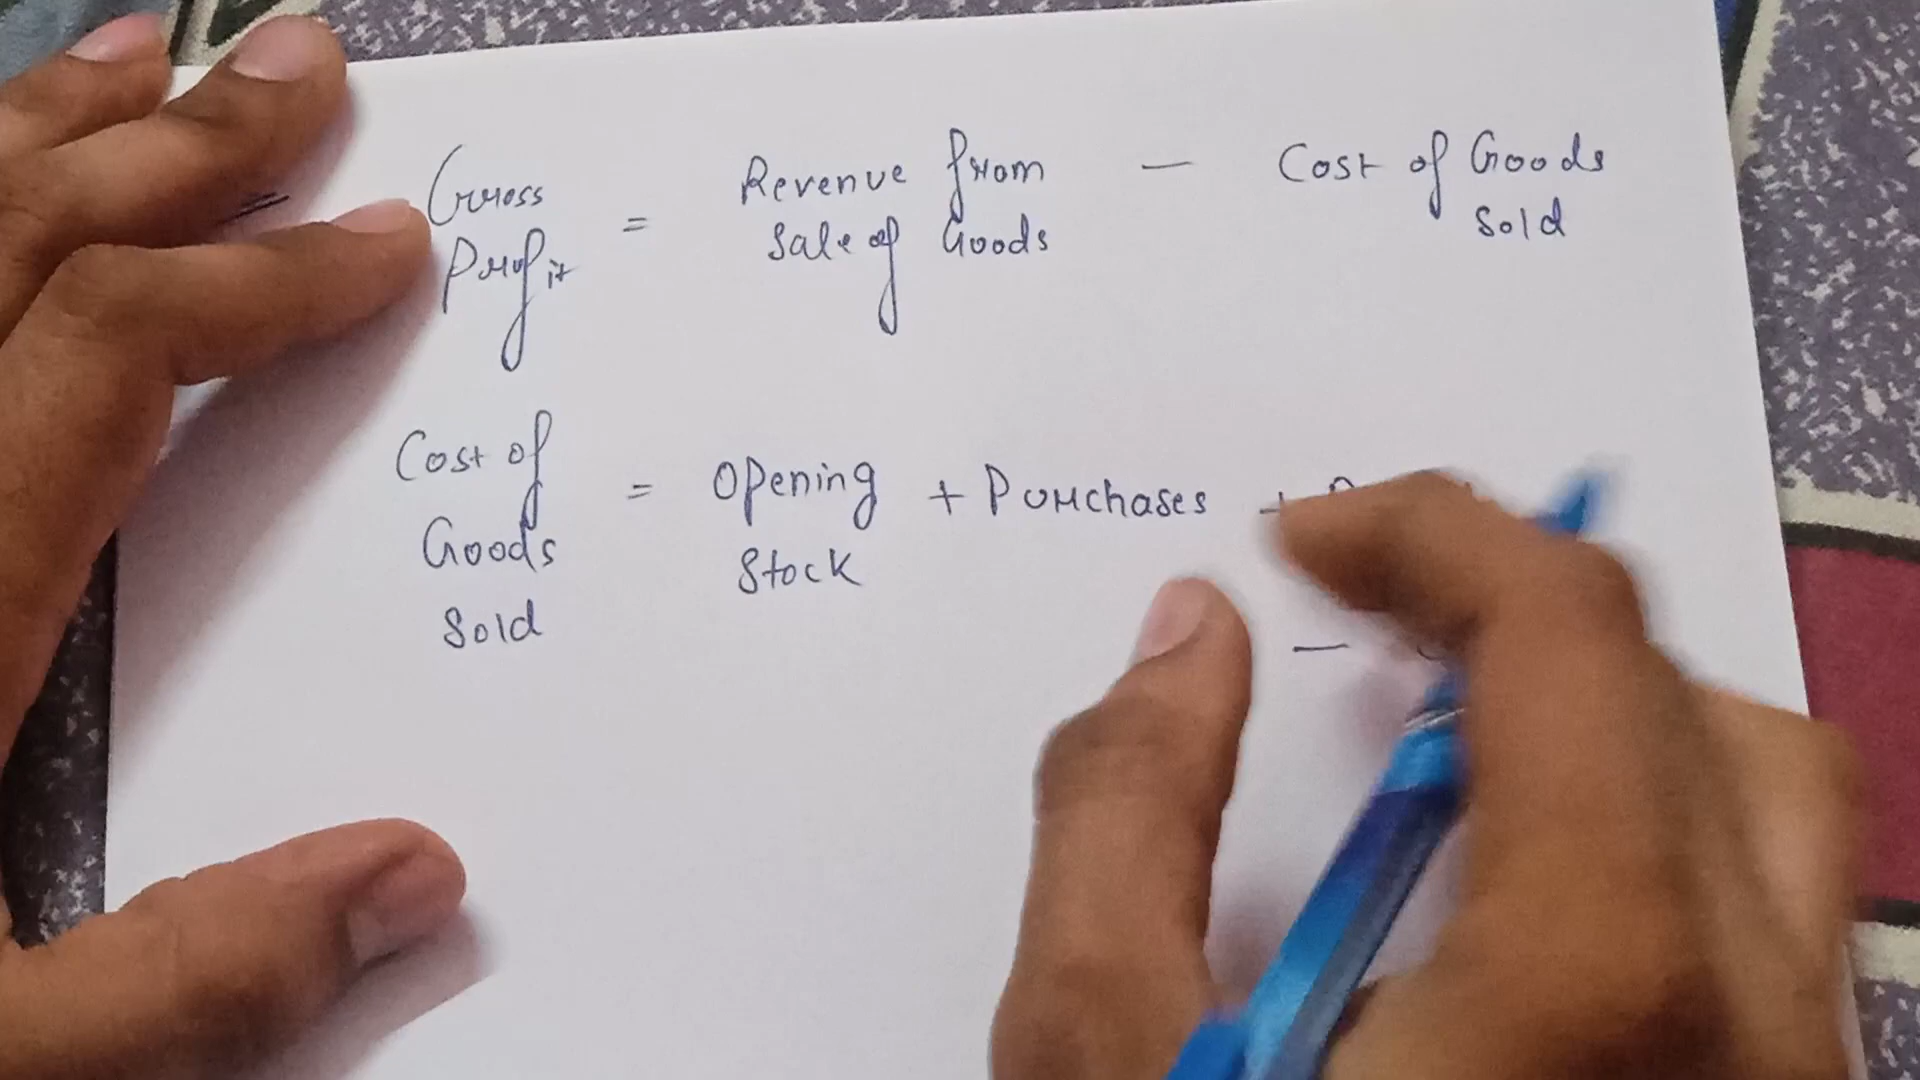 Gross
Profit = Revenue from - Cost of Goods
Sale of Goods Sold
Cost of
Goods = Opening + Purchases +
Sold Stock -